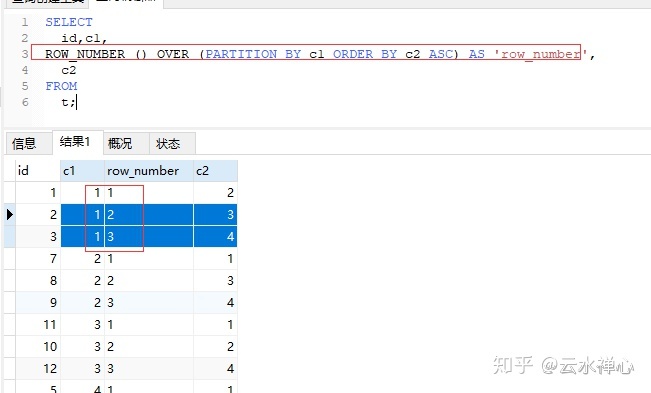 1 SELECT
2 id,c1,
3 ROW_NUMBER () OVER (PARTITION BY c1 ORDER BY c2 ASC) AS 'row_number',
4 c2
5 FROM
6 t;
信息 结果1 概况 状态
id c1 row_number c2
1 1 1 2
2 1 2 3
3 1 3 4
7 2 1 1
8 2 2 3
9 2 3 4
11 3 1 1
10 3 2 2
12 3 3 4
5 4 1 1
知乎 @云水禅心